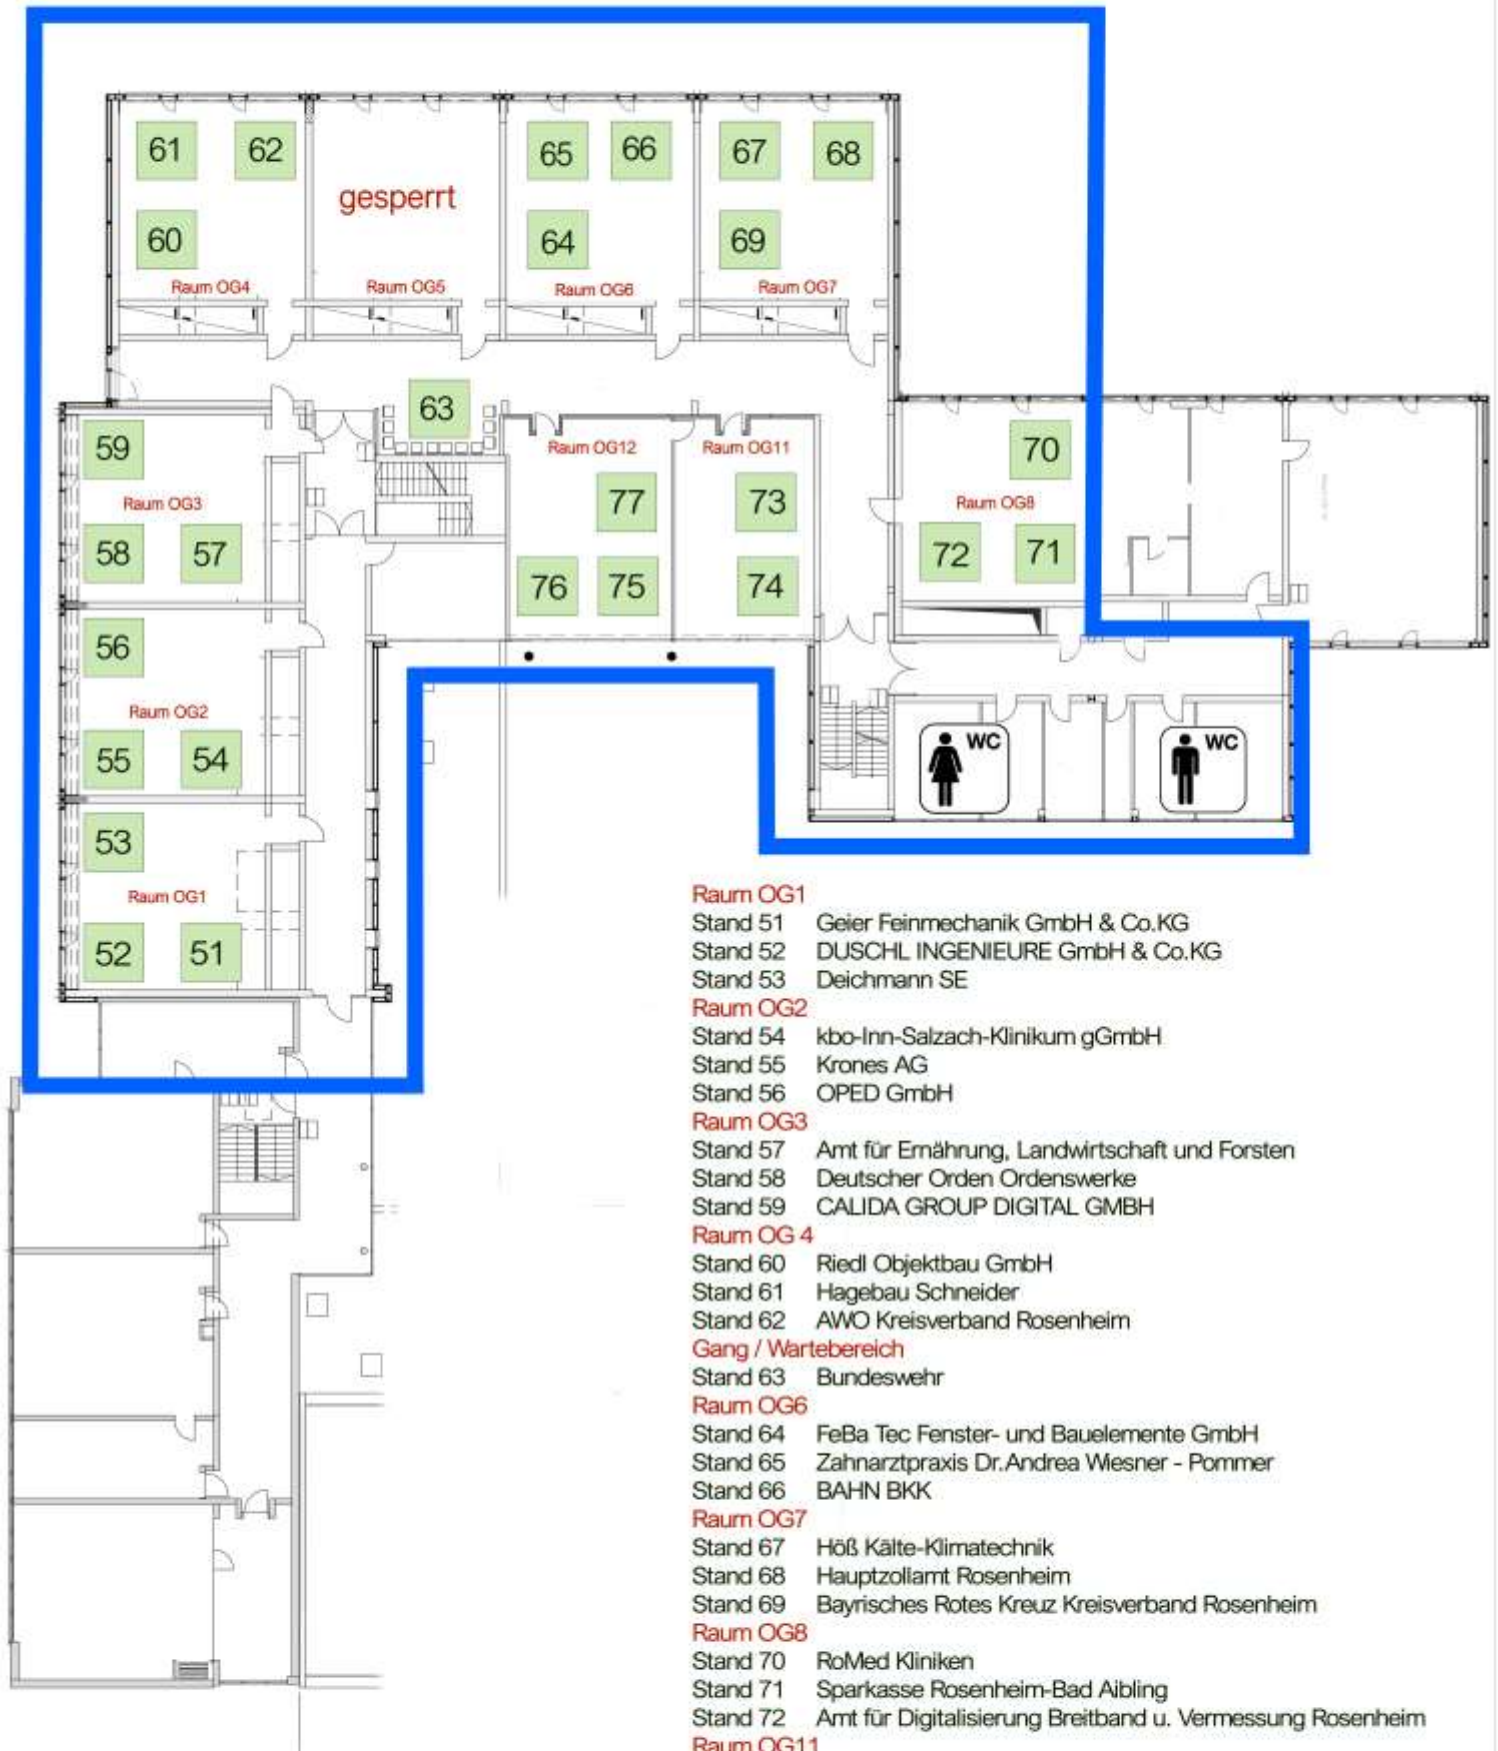 61
62
65
66
67
68
gesperrt
60
64
69
Raum OG4
Raum OG5
Raum OG6
Raum OG7
63
59
Raum OG12
Raum OG11
70
Raum OG3
77
73
Raum OG8
58
57
76
75
74
72
71
56
Raum OG2
55
54
WC
WC
53
Raum OG1
52
51
Raum OG1
Stand 51 Geier Feinmechanik GmbH & Co.KG
Stand 52 DUSCHL INGENIEURE GmbH & Co.KG
Stand 53 Deichmann SE
Raum OG2
Stand 54 kbo-Inn-Salzach-Klinikum gGmbH
Stand 55 Krones AG
Stand 56 OPED GmbH
Raum OG3
Stand 57 Amt für Ernährung, Landwirtschaft und Forsten
Stand 58 Deutscher Orden Ordenswerke
Stand 59 CALIDA GROUP DIGITAL GMBH
Raum OG 4
Stand 60 Riedl Objektbau GmbH
Stand 61 Hagebau Schneider
Stand 62 AWO Kreisverband Rosenheim
Gang / Wartebereich
Stand 63 Bundeswehr
Raum OG6
Stand 64 FeBa Tec Fenster- und Bauelemente GmbH
Stand 65 Zahnarztpraxis Dr.Andrea Wiesner - Pommer
Stand 66 BAHN BKK
Raum OG7
Stand 67 Höß Kälte-Klimatechnik
Stand 68 Hauptzollamt Rosenheim
Stand 69 Bayrisches Rotes Kreuz Kreisverband Rosenheim
Raum OG8
Stand 70 RoMed Kliniken
Stand 71 Sparkasse Rosenheim-Bad Aibling
Stand 72 Amt für Digitalisierung Breitband u. Vermessung Rosenheim
Raum OG11